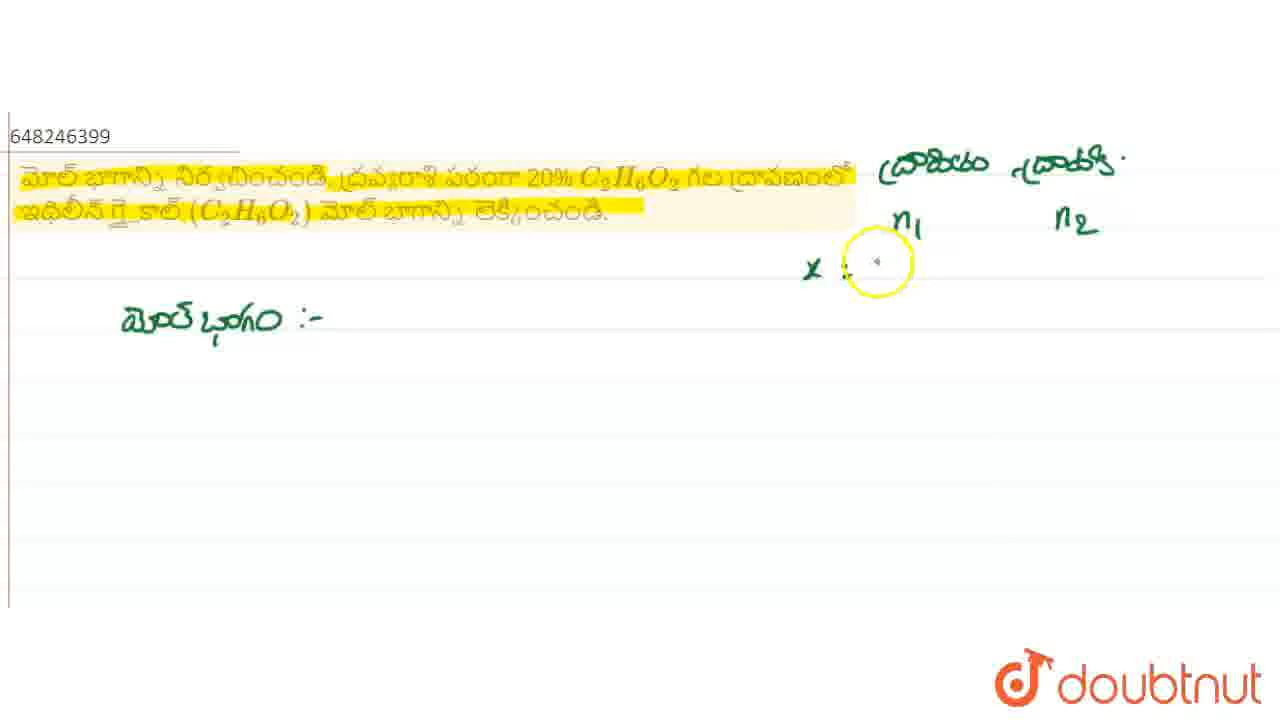 648246399
మోల్ భాగాన్ని నిర్వచించండి, ద్రవ్యరాశి పరంగా 20% C₂H₆O₂ గల ద్రావణంలో
ఇథిలీన్ గ్లైకాల్ (C₂H₆O₂) మోల్ భాగాన్ని లెక్కించండి.
ద్రావితం ద్రావణి
n₁ n₂
x :
మోల్ భాగం :-
doubtnut